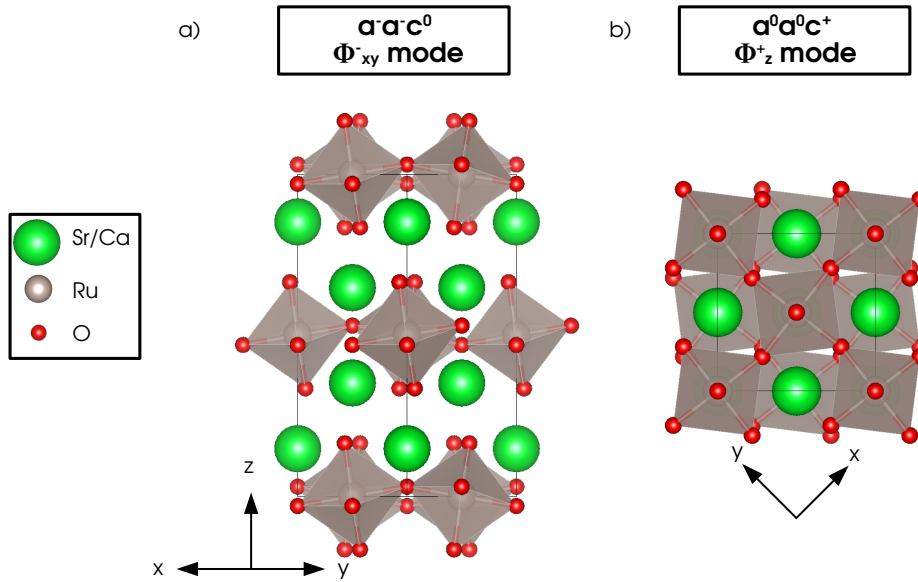 a)
a⁻a⁻c⁰
Φ⁻xy mode
b)
a⁰a⁰c⁺
Φ⁺z mode
Sr/Ca
Ru
O
z
x
y
y
x